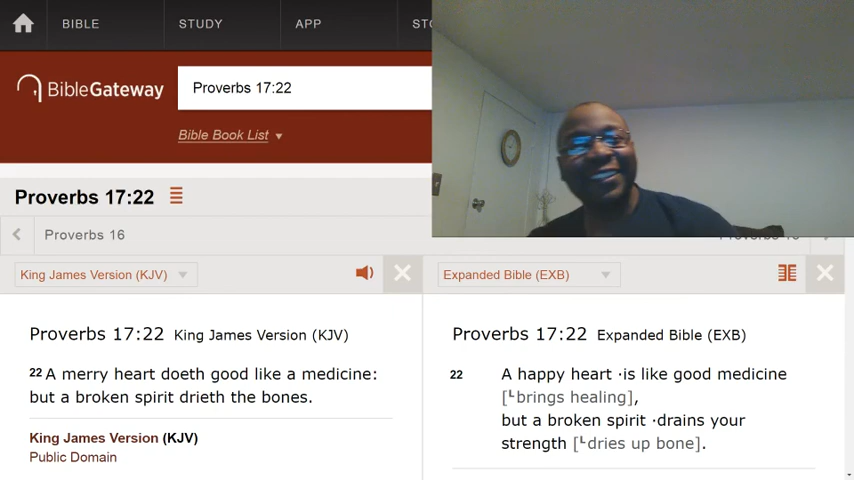 BIBLE STUDY APP
BibleGateway
Proverbs 17:22
Bible Book List
Proverbs 17:22
Proverbs 16
King James Version (KJV)
Expanded Bible (EXB)
Proverbs 17:22 King James Version (KJV)
22 A merry heart doeth good like a medicine:
but a broken spirit drieth the bones.
King James Version (KJV)
Public Domain
Proverbs 17:22 Expanded Bible (EXB)
22 A happy heart ·is like good medicine
[ᴸbrings healing],
but a broken spirit ·drains your
strength [ᴸdries up bone].